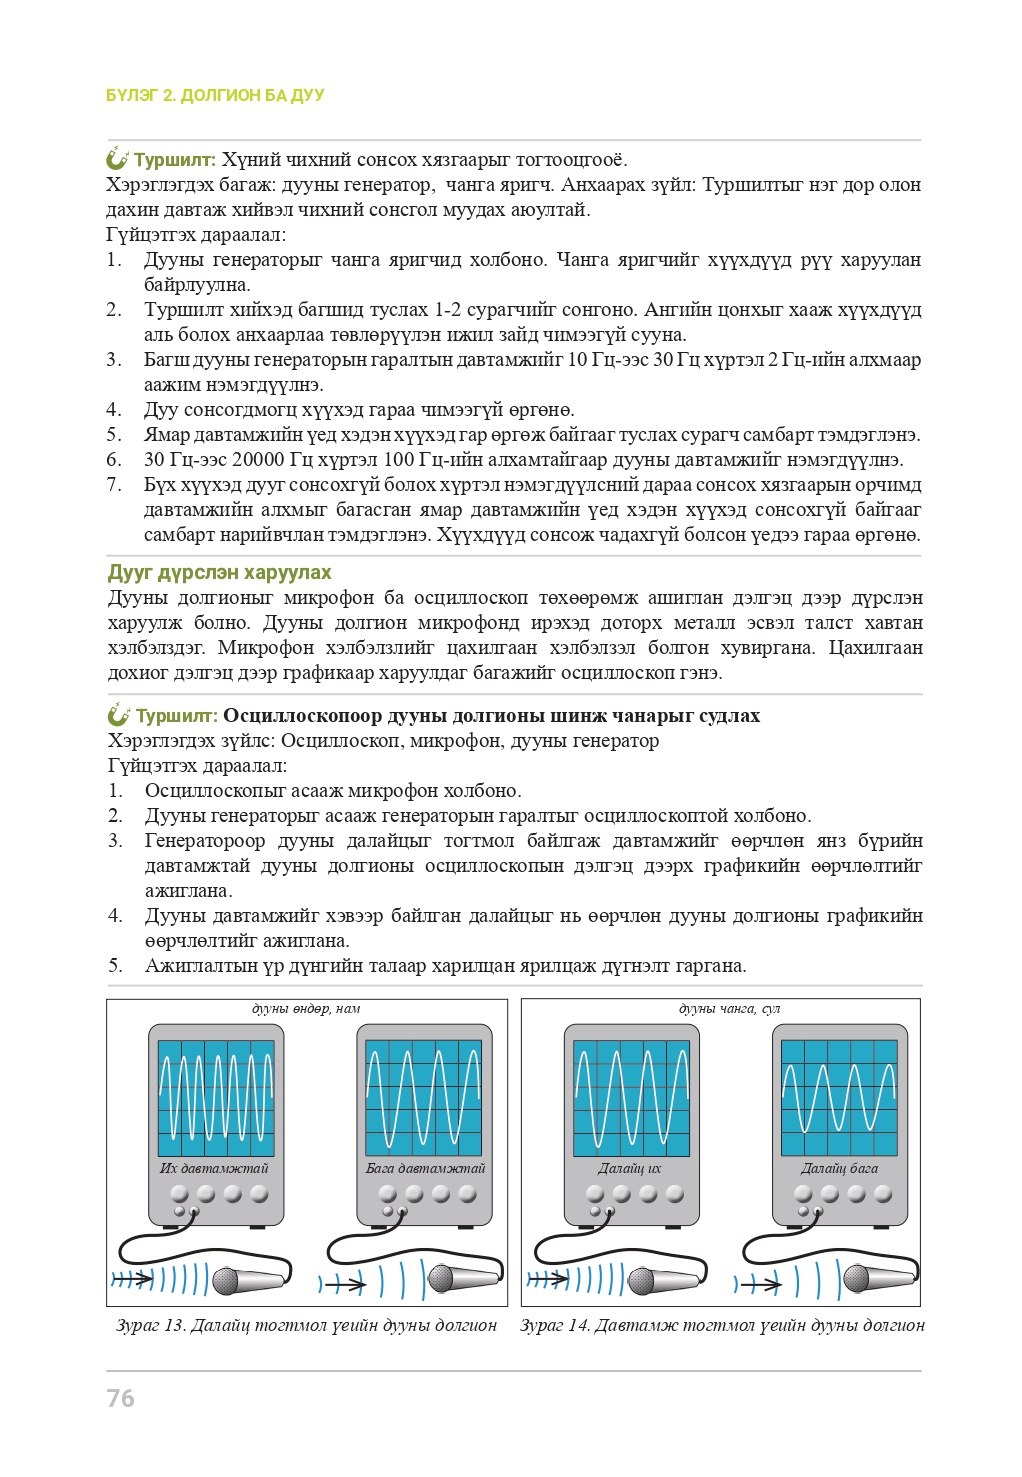 БҮЛЭГ 2. ДОЛГИОН БА ДУУ
Туршилт: Хүний чихний сонсох хязгаарыг тогтооцгооё.
Хэрэглэгдэх багаж: дууны генератор, чанга яригч. Анхаарах зүйл: Туршилтыг нэг дор олон
дахин давтаж хийвэл чихний сонсгол муудах аюултай.
Гүйцэтгэх дараалал:
1. Дууны генераторыг чанга яригчид холбоно. Чанга яригчийг хүүхдүүд рүү харуулан
байрлуулна.
2. Туршилт хийхэд багшид туслах 1-2 сурагчийг сонгоно. Ангийн цонхыг хааж хүүхдүүд
аль болох анхаарлаа төвлөрүүлэн ижил зайд чимээгүй сууна.
3. Багш дууны генераторын гаралтын давтамжийг 10 Гц-ээс 30 Гц хүртэл 2 Гц-ийн алхмаар
аажим нэмэгдүүлнэ.
4. Дуу сонсогдмогц хүүхэд гараа чимээгүй өргөнө.
5. Ямар давтамжийн үед хэдэн хүүхэд гар өргөж байгааг туслах сурагч самбарт тэмдэглэнэ.
6. 30 Гц-ээс 20000 Гц хүртэл 100 Гц-ийн алхамтайгаар дууны давтамжийг нэмэгдүүлнэ.
7. Бүх хүүхэд дууг сонсохгүй болох хүртэл нэмэгдүүлсний дараа сонсох хязгаарын орчимд
давтамжийн алхмыг багасган ямар давтамжийн үед хэдэн хүүхэд сонсохгүй байгааг
самбарт нарийвчлан тэмдэглэнэ. Хүүхдүүд сонсож чадахгүй болсон үедээ гараа өргөнө.
Дууг дүрслэн харуулах
Дууны долгионыг микрофон ба осциллоскоп төхөөрөмж ашиглан дэлгэц дээр дүрслэн
харуулж болно. Дууны долгион микрофонд ирэхэд доторх металл эсвэл талст хавтан
хэлбэлздэг. Микрофон хэлбэлзлийг цахилгаан хэлбэлзэл болгон хувиргана. Цахилгаан
дохиог дэлгэц дээр графикаар харуулдаг багажийг осциллоскоп гэнэ.
Туршилт: Осциллоскопоор дууны долгионы шинж чанарыг судлах
Хэрэглэгдэх зүйлс: Осциллоскоп, микрофон, дууны генератор
Гүйцэтгэх дараалал:
1. Осциллоскопыг асааж микрофон холбоно.
2. Дууны генераторыг асааж генераторын гаралтыг осциллоскоптой холбоно.
3. Генератороор дууны далайцыг тогтмол байлгаж давтамжийг өөрчлөн янз бүрийн
давтамжтай дууны долгионы осциллоскопын дэлгэц дээрх графикийн өөрчлөлтийг
ажиглана.
4. Дууны давтамжийг хэвээр байлган далайцыг нь өөрчлөн дууны долгионы графикийн
өөрчлөлтийг ажиглана.
5. Ажиглалтын үр дүнгийн талаар харилцан ярилцаж дүгнэлт гаргана.
дууны өндөр, нам
Их давтамжтай
Бага давтамжтай
дууны чанга, сул
Далайц их
Далайц бага
Зураг 13. Далайц тогтмол үеийн дууны долгион
Зураг 14. Давтамж тогтмол үеийн дууны долгион
76